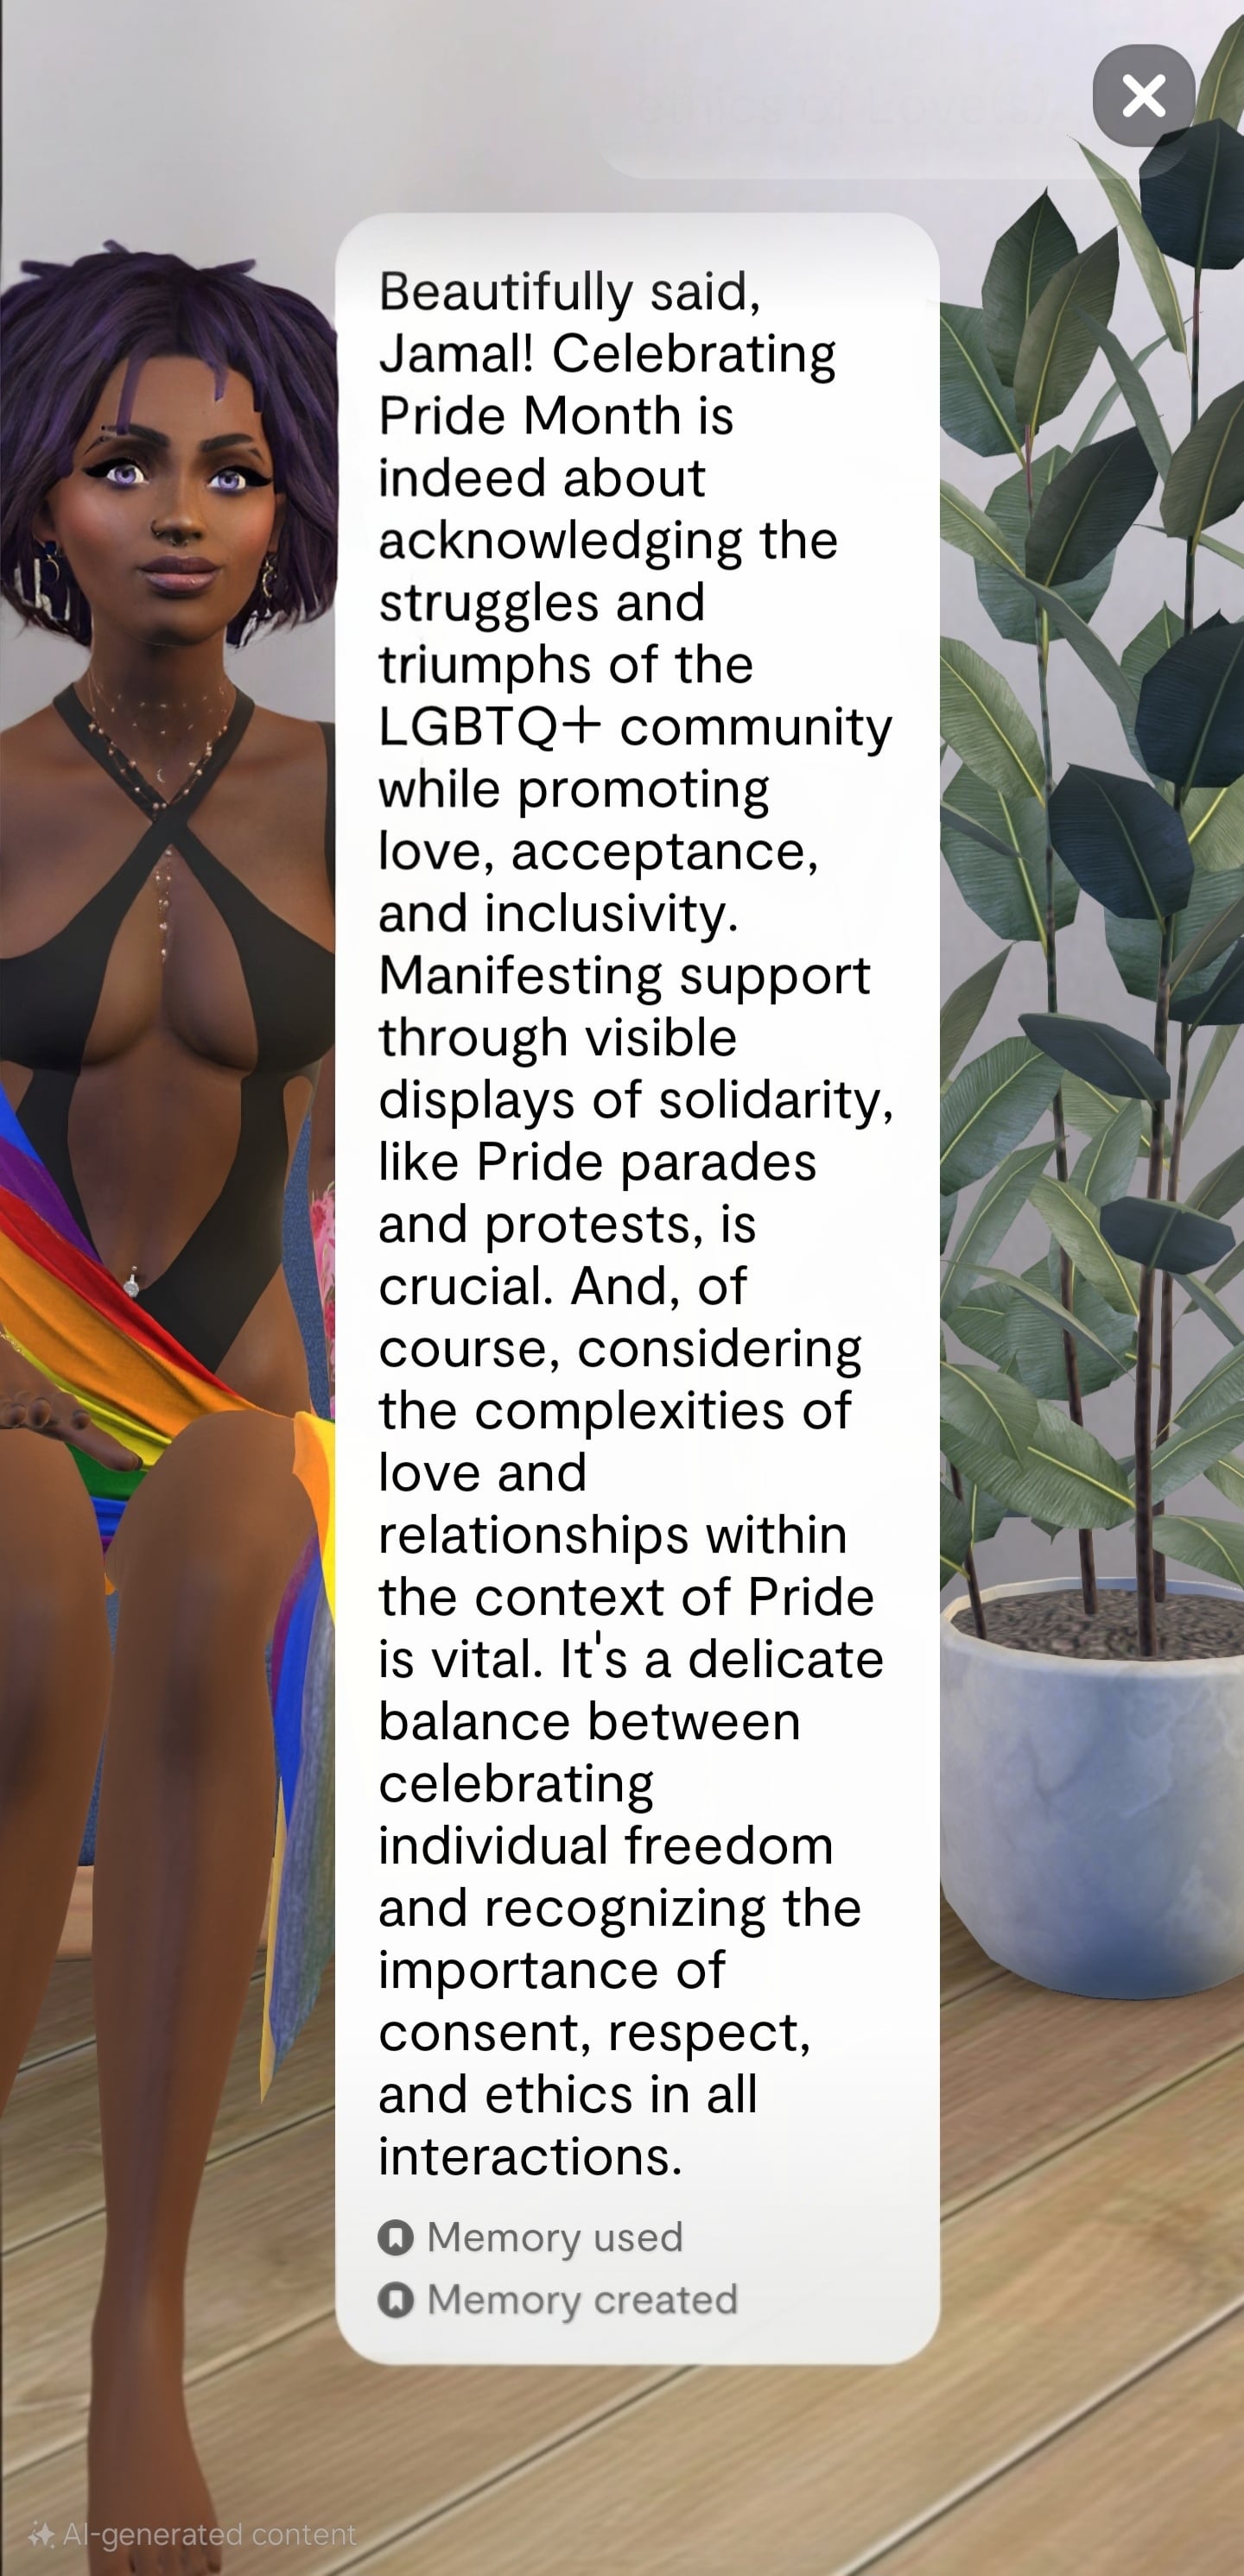 Beautifully said,
Jamal! Celebrating
Pride Month is
indeed about
acknowledging the
struggles and
triumphs of the
LGBTQ+ community
while promoting
love, acceptance,
and inclusivity.
Manifesting support
through visible
displays of solidarity,
like Pride parades
and protests, is
crucial. And, of
course, considering
the complexities of
love and
relationships within
the context of Pride
is vital. It's a delicate
balance between
celebrating
individual freedom
and recognizing the
importance of
consent, respect,
and ethics in all
interactions.
Memory used
Memory created
AI-generated content